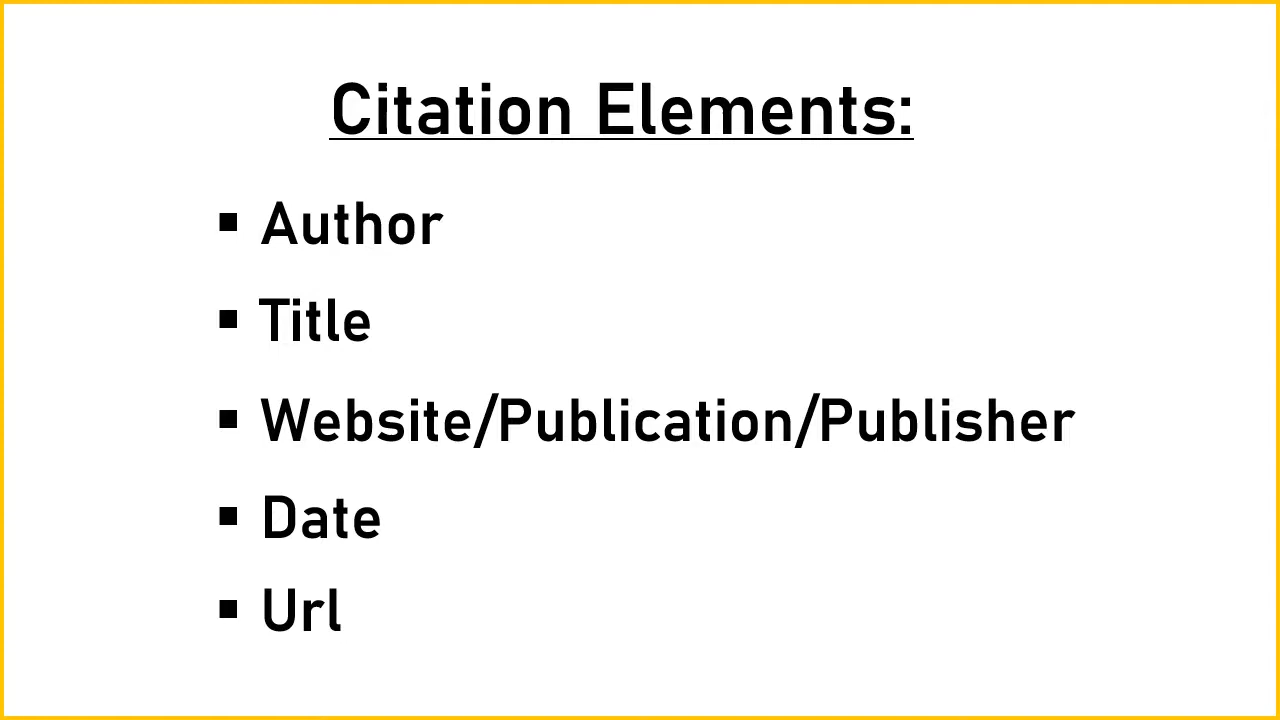 Citation Elements:
▪ Author
▪ Title
▪ Website/Publication/Publisher
▪ Date
▪ Url